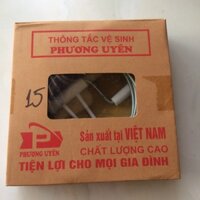 THÔNG TẮC VỆ SINH
PHƯƠNG UYÊN
15
P
PHƯƠNG UYÊN
Sản xuất tại VIỆT NAM
CHẤT LƯỢNG CAO
TIỆN LỢI CHO MỌI GIA ĐÌNH